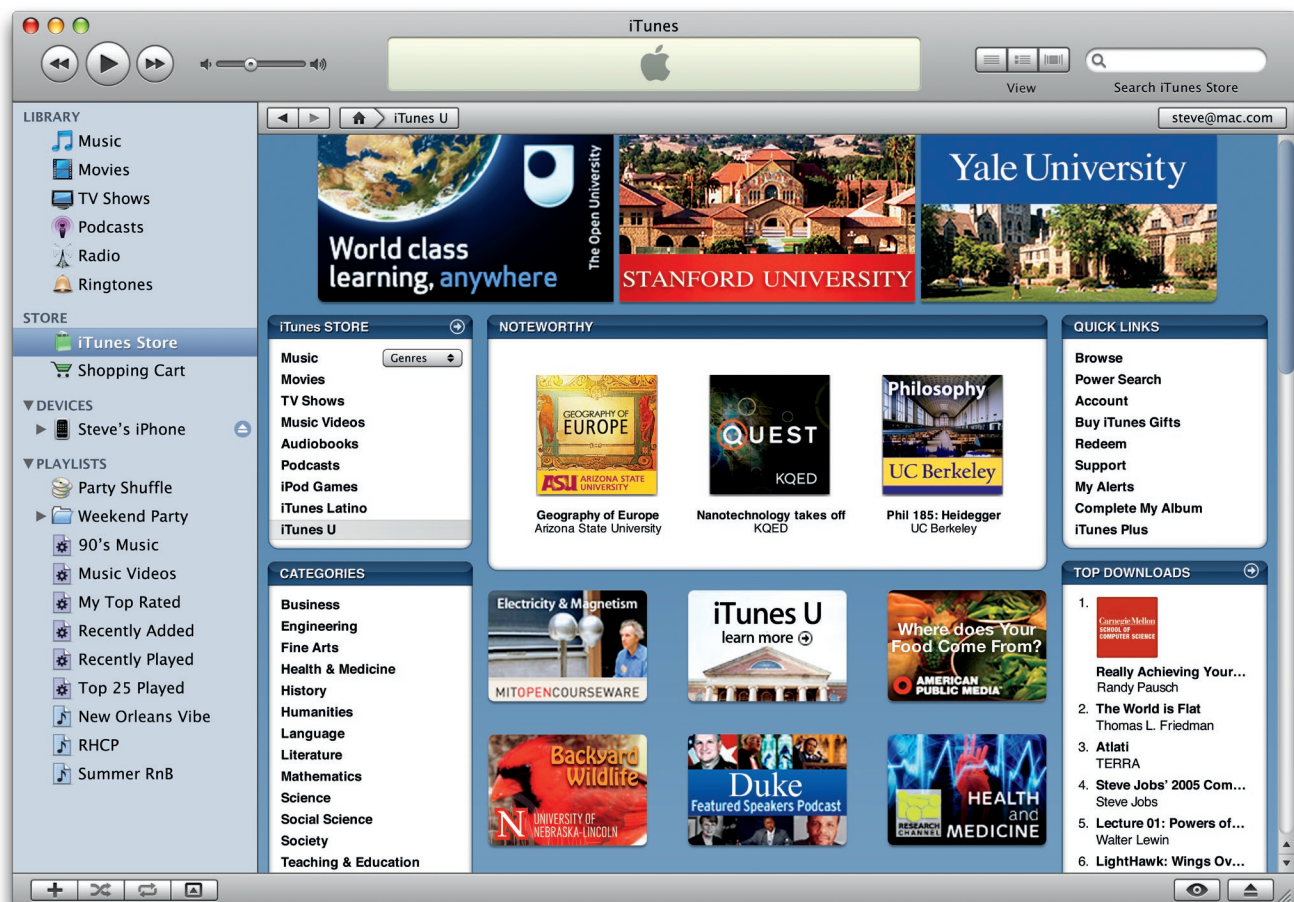 iTunes
View
Search iTunes Store
LIBRARY
Music
Movies
TV Shows
Podcasts
Radio
Ringtones
STORE
iTunes Store
Shopping Cart
DEVICES
Steve's iPhone
PLAYLISTS
Party Shuffle
Weekend Party
90's Music
Music Videos
My Top Rated
Recently Added
Recently Played
Top 25 Played
New Orleans Vibe
RHCP
Summer RnB
iTunes U
steve@mac.com
World class
learning, anywhere
The Open University
STANFORD UNIVERSITY
Yale University
iTunes STORE
Music
Genres
Movies
TV Shows
Music Videos
Audiobooks
Podcasts
iPod Games
iTunes Latino
iTunes U
CATEGORIES
Business
Engineering
Fine Arts
Health & Medicine
History
Humanities
Language
Literature
Mathematics
Science
Social Science
Society
Teaching & Education
NOTEWORTHY
GEOGRAPHY OF
EUROPE
ASU ARIZONA STATE
UNIVERSITY
Geography of Europe
Arizona State University
QUEST
KQED
Nanotechnology takes off
KQED
Philosophy
UC Berkeley
Phil 185: Heidegger
UC Berkeley
Electricity & Magnetism
MITOPENCOURSEWARE
iTunes U
learn more
Where does Your
Food Come From?
AMERICAN
PUBLIC MEDIA
Backyard
Wildlife
N UNIVERSITY OF
NEBRASKA-LINCOLN
Duke
Featured Speakers Podcast
RESEARCH
CHANNEL
HEALTH
and
MEDICINE
QUICK LINKS
Browse
Power Search
Account
Buy iTunes Gifts
Redeem
Support
My Alerts
Complete My Album
iTunes Plus
TOP DOWNLOADS
1.
Carnegie Mellon
SCHOOL OF
COMPUTER SCIENCE
Really Achieving Your...
Randy Pausch
2. The World is Flat
Thomas L. Friedman
3. Atlati
TERRA
4. Steve Jobs' 2005 Com...
Steve Jobs
5. Lecture 01: Powers of...
Walter Lewin
6. LightHawk: Wings Ov...